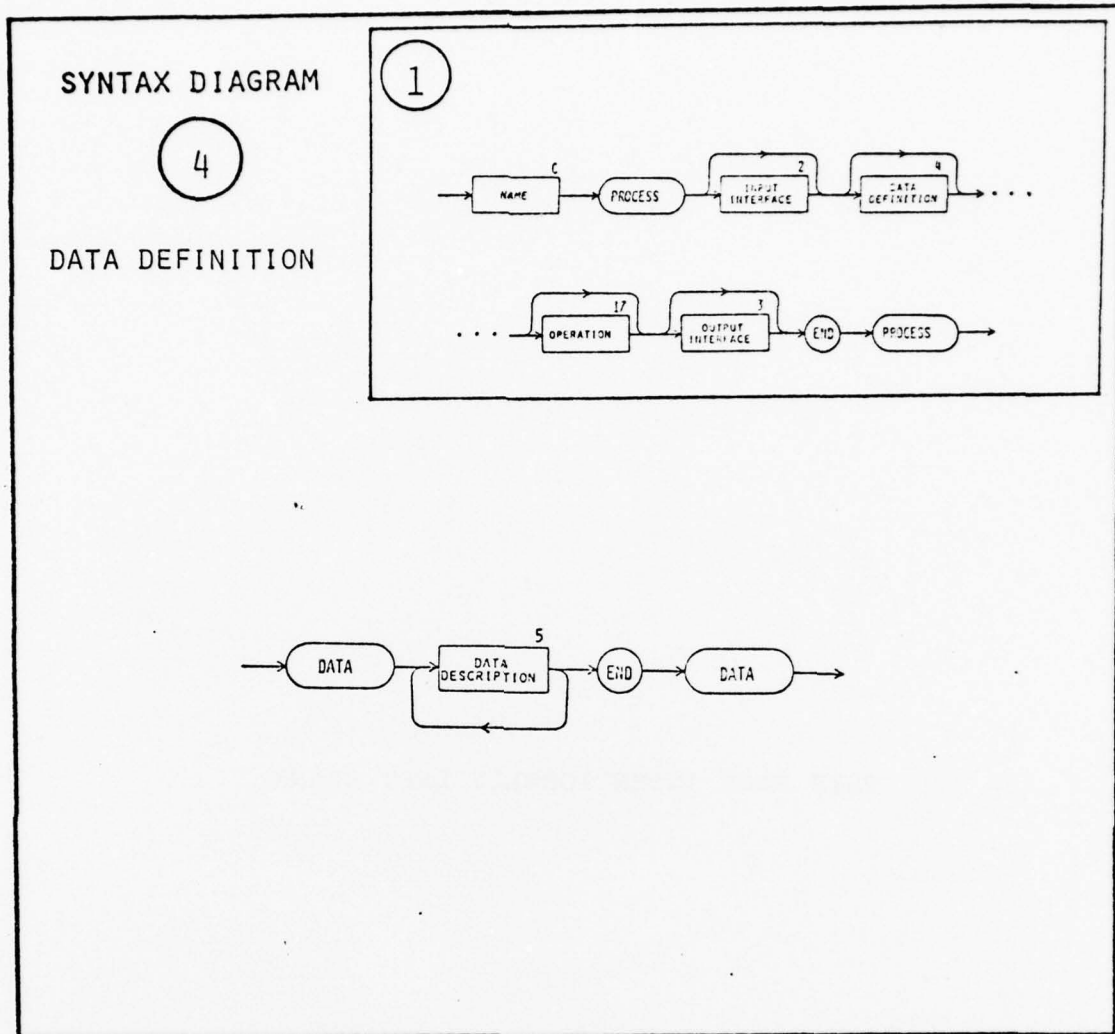 SYNTAX DIAGRAM
4
DATA DEFINITION
1
C
NAME
PROCESS
2
INPUT
INTERFACE
4
DATA
DEFINITION
. . .
. . .
17
OPERATION
3
OUTPUT
INTERFACE
END
PROCESS
DATA
5
DATA
DESCRIPTION
END
DATA